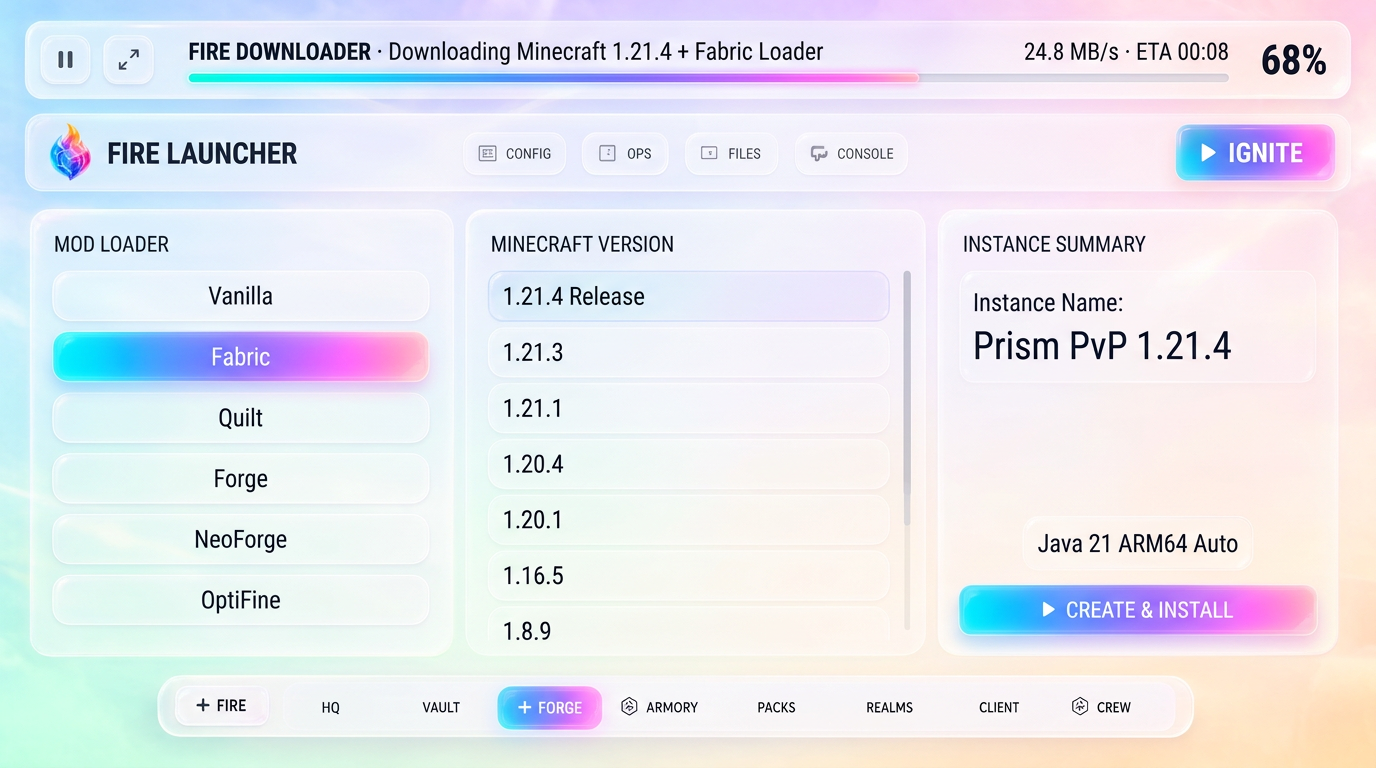 FIRE DOWNLOADER · Downloading Minecraft 1.21.4 + Fabric Loader
24.8 MB/s · ETA 00:08
68%
FIRE LAUNCHER
CONFIG
OPS
FILES
CONSOLE
IGNITE
MOD LOADER
Vanilla
Fabric
Quilt
Forge
NeoForge
OptiFine
MINECRAFT VERSION
1.21.4 Release
1.21.3
1.21.1
1.20.4
1.20.1
1.16.5
1.8.9
INSTANCE SUMMARY
Instance Name:
Prism PvP 1.21.4
Java 21 ARM64 Auto
CREATE & INSTALL
+ FIRE
HQ
VAULT
+ FORGE
ARMORY
PACKS
REALMS
CLIENT
CREW